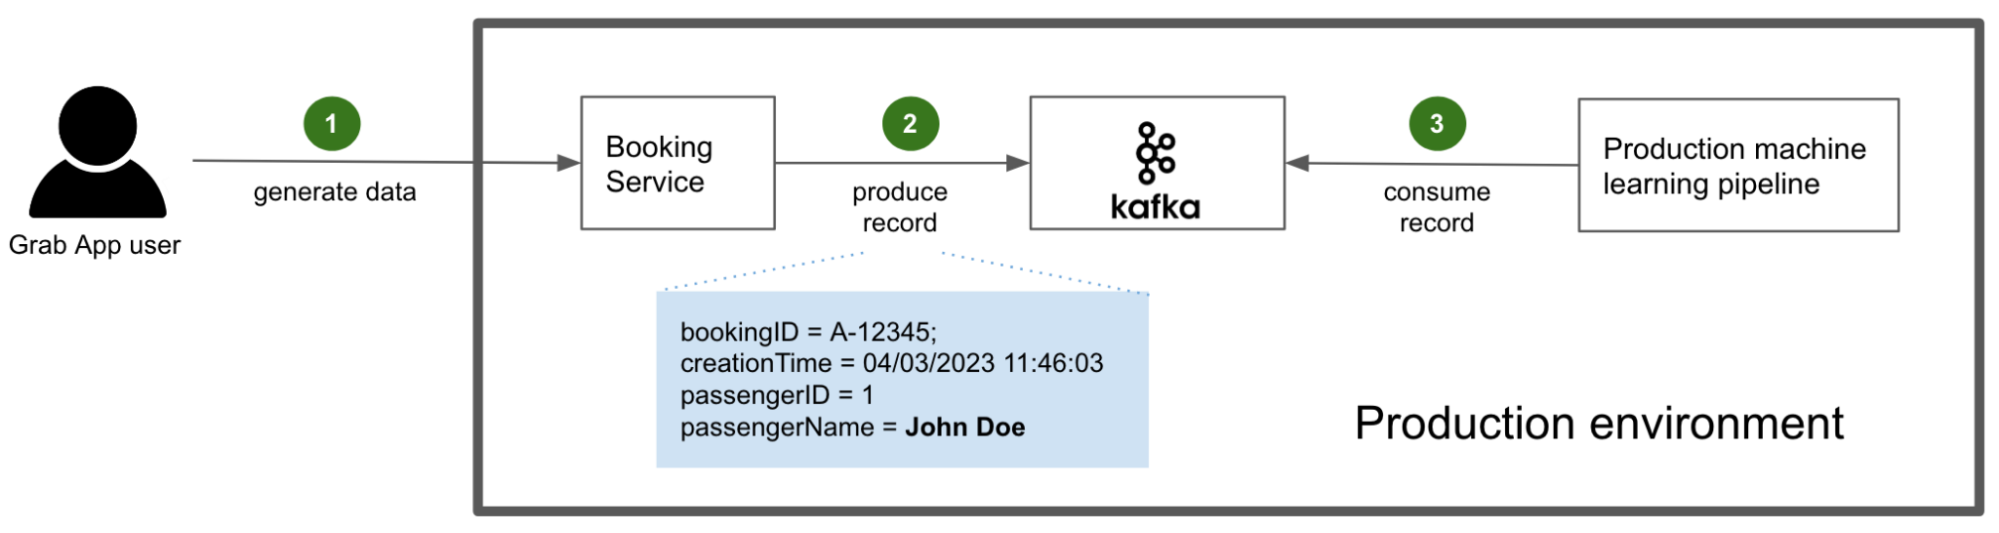 1
generate data
Grab App user
Booking
Service
2
produce
record
kafka
3
consume
record
Production machine
learning pipeline
bookingID = A-12345;
creationTime = 04/03/2023 11:46:03
passengerID = 1
passengerName = John Doe
Production environment